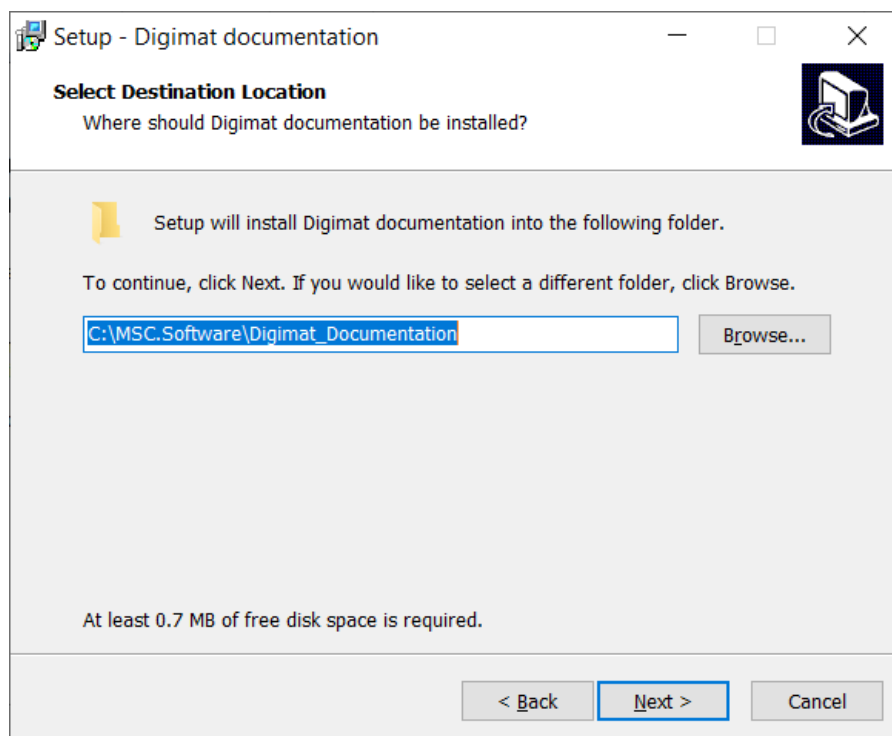 Setup - Digimat documentation
Select Destination Location
Where should Digimat documentation be installed?
Setup will install Digimat documentation into the following folder.
To continue, click Next. If you would like to select a different folder, click Browse.
C:\MSC.Software\Digimat_Documentation
Browse...
At least 0.7 MB of free disk space is required.
< Back
Next >
Cancel